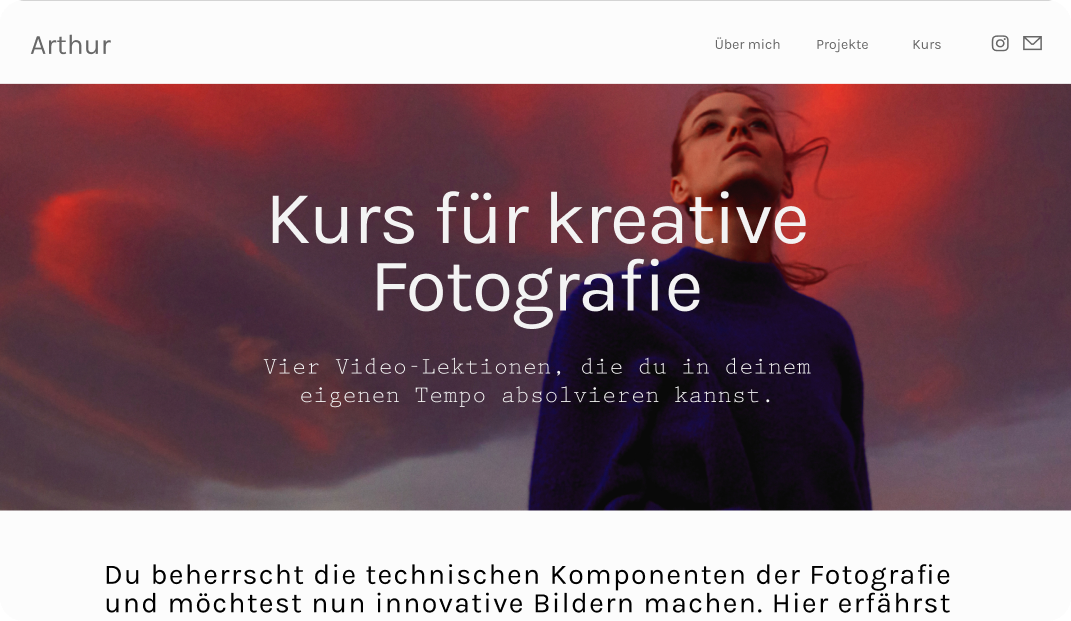 Arthur
Über mich
Projekte
Kurs
Kurs für kreative
Fotografie
Vier Video-Lektionen, die du in deinem
eigenen Tempo absolvieren kannst.
Du beherrscht die technischen Komponenten der Fotografie
und möchtest nun innovative Bildern machen. Hier erfährst